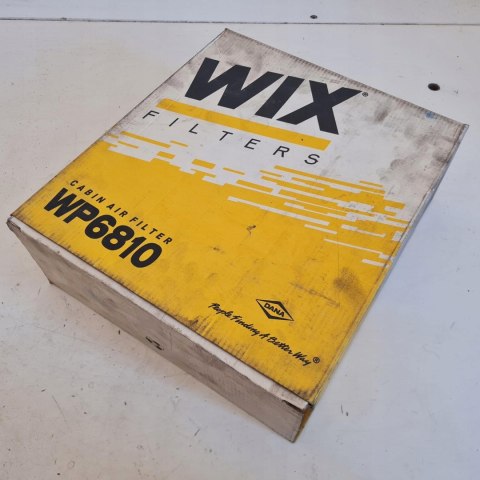 WIX®
FILTERS
CABIN AIR FILTER
WP6810
DANA
People Finding A Better Way®